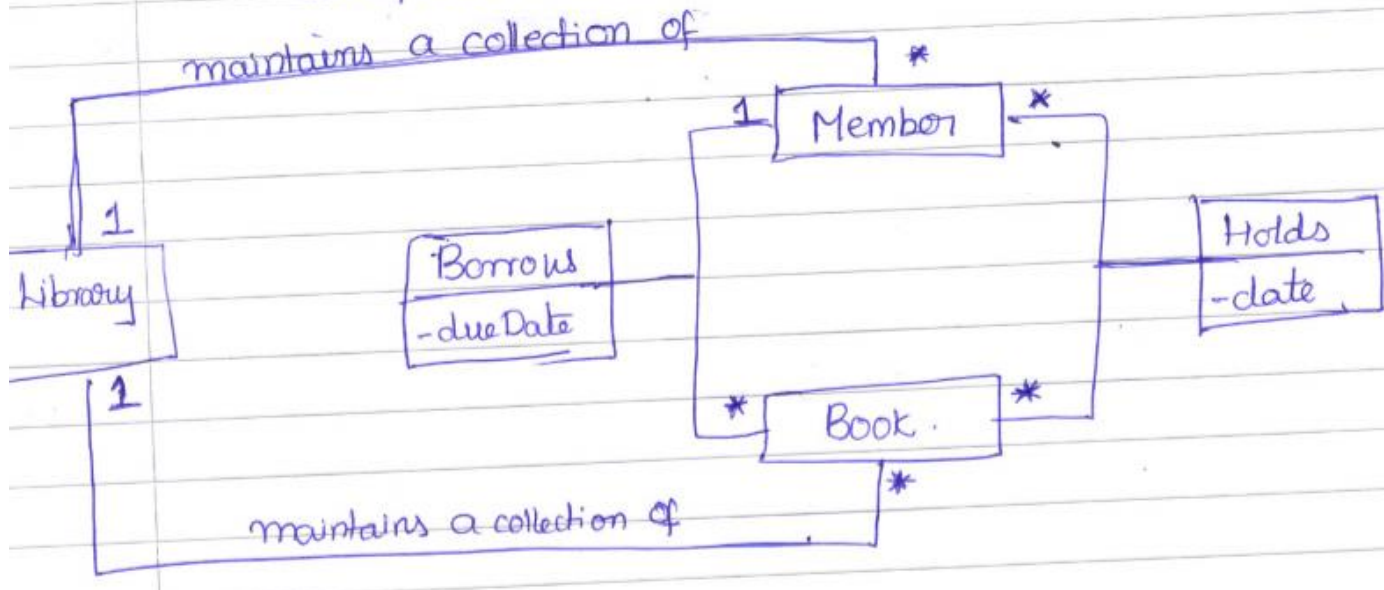 maintains a collection of
*
1
Member
*
1
Library
Borrows
-dueDate
Holds
-date
1
*
Book.
*
*
maintains a collection of